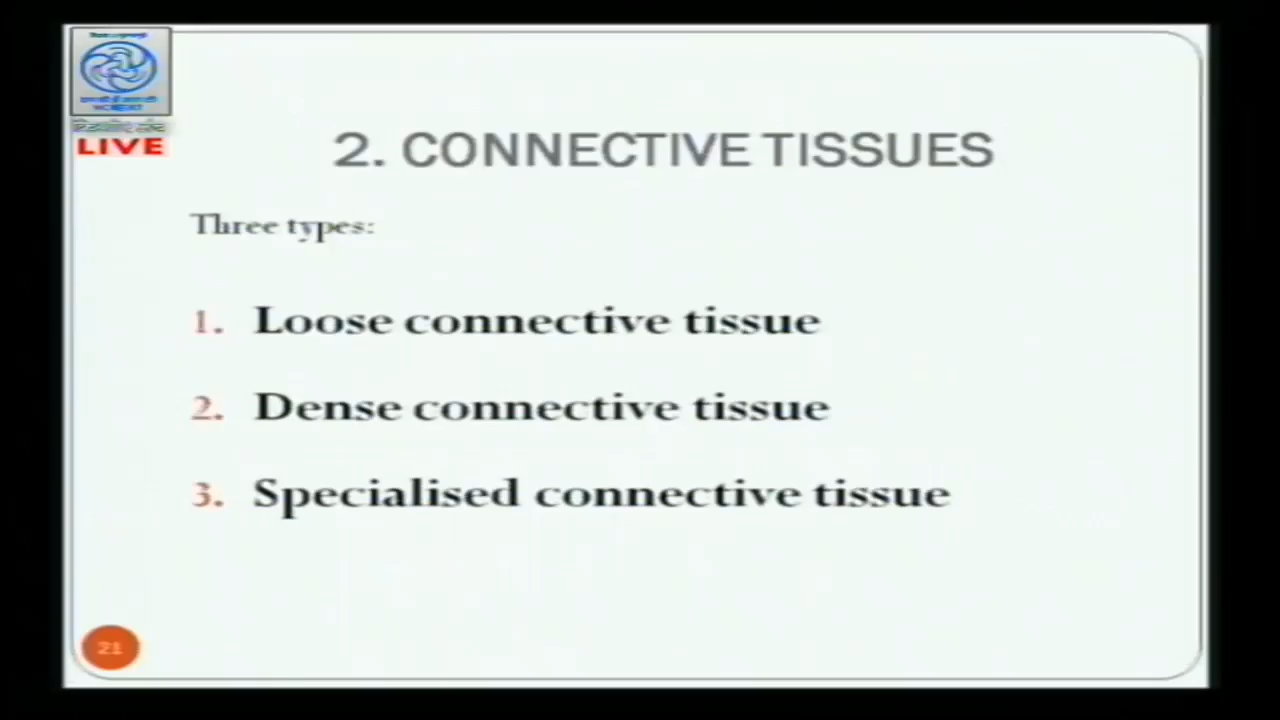 LIVE
2. CONNECTIVE TISSUES
Three types:
1. Loose connective tissue
2. Dense connective tissue
3. Specialised connective tissue
21